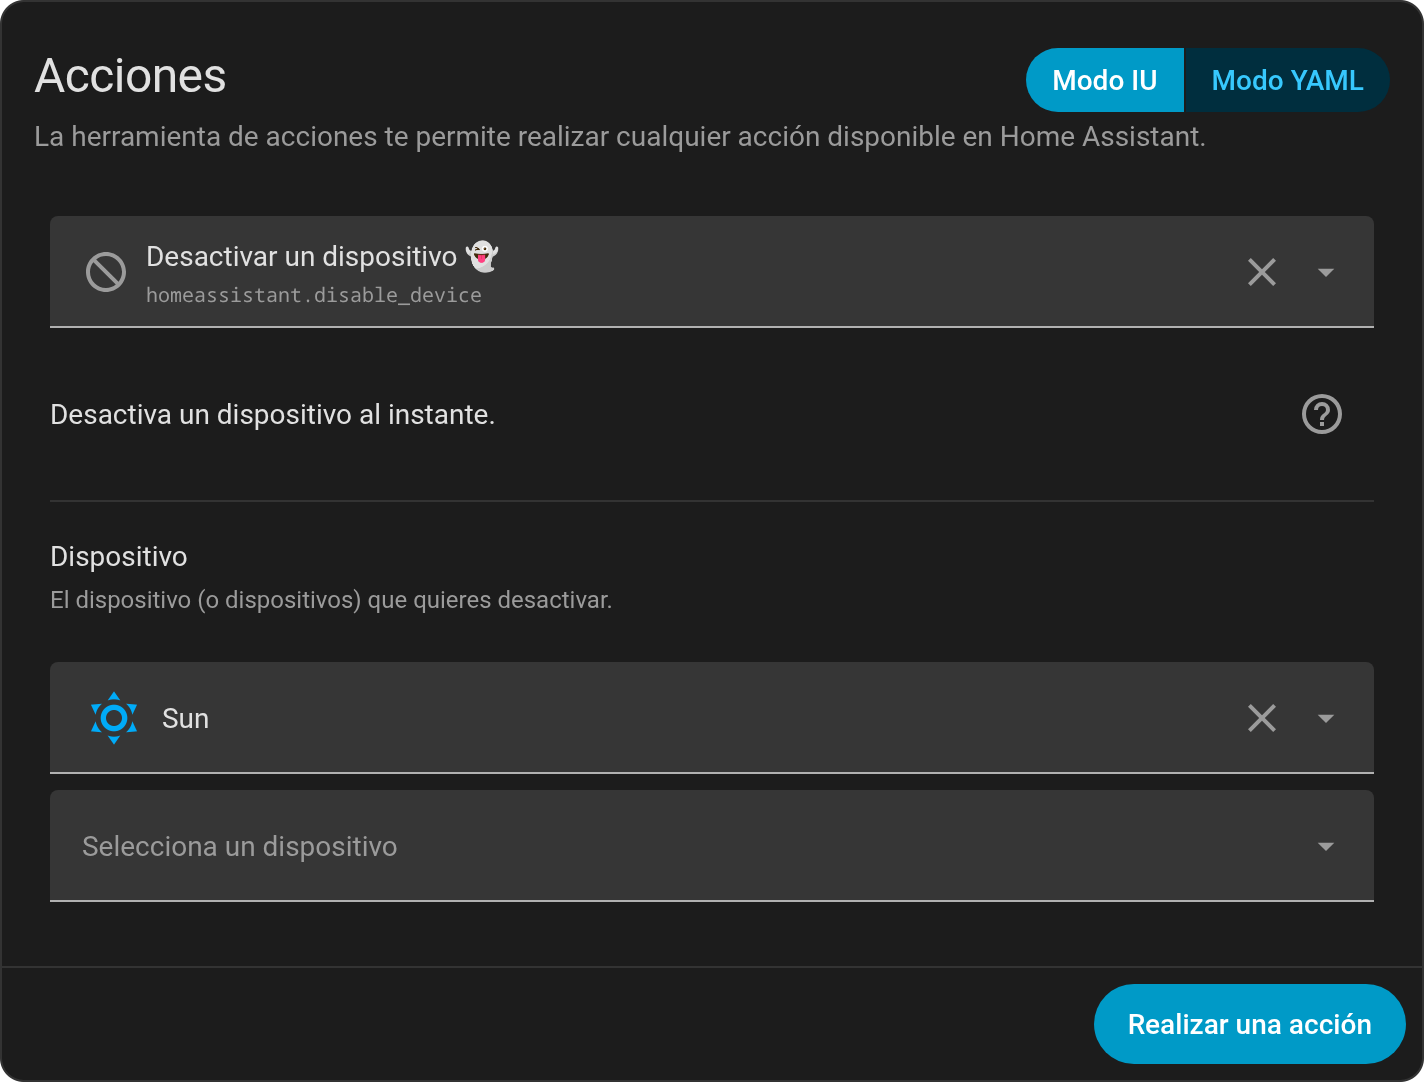 Acciones
Modo IU
Modo YAML
La herramienta de acciones te permite realizar cualquier acción disponible en Home Assistant.
Desactivar un dispositivo 👻
homeassistant.disable_device
Desactiva un dispositivo al instante.
Dispositivo
El dispositivo (o dispositivos) que quieres desactivar.
Sun
Selecciona un dispositivo
Realizar una acción